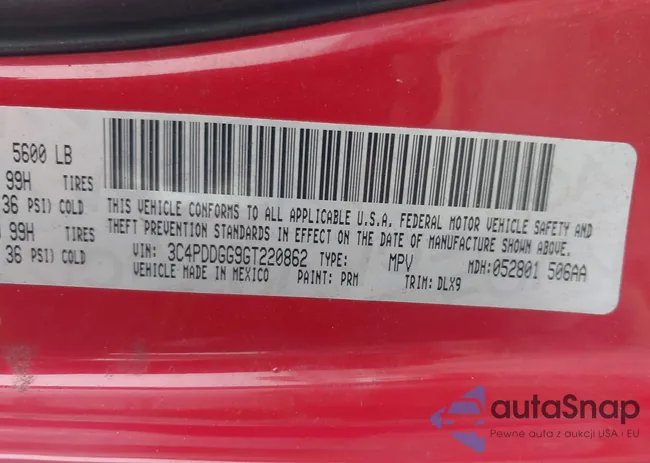 5600 LB
99H TIRES
36 PSI) COLD
99H TIRES
36 PSI) COLD
THIS VEHICLE CONFORMS TO ALL APPLICABLE U.S.A. FEDERAL MOTOR VEHICLE SAFETY AND
THEFT PREVENTION STANDARDS IN EFFECT ON THE DATE OF MANUFACTURE SHOWN ABOVE.
VIN: 3C4PDDGG9GT220862 TYPE: MPV MDH: 052801 506AA
VEHICLE MADE IN MEXICO PAINT: PRM TRIM: DLX9
autaSnap
Pewne auta z aukcji USA i EU